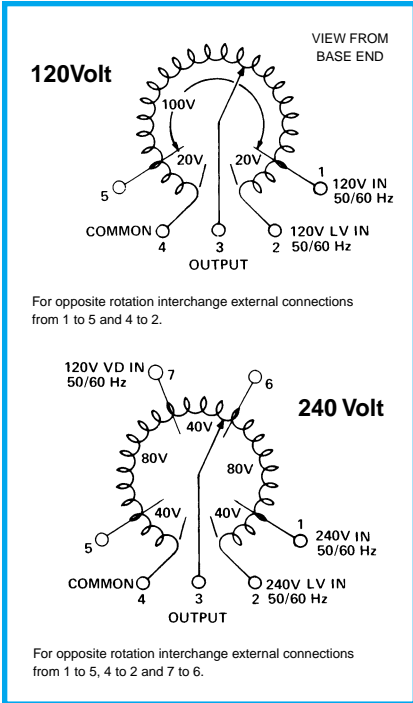 VIEW FROM
BASE END
120Volt
100V
20V
20V
1
5
120V IN
50/60 Hz
COMMON
4
3
2
120V LV IN
50/60 Hz
OUTPUT
For opposite rotation interchange external connections
from 1 to 5 and 4 to 2.
120V VD IN
50/60 Hz
7
6
240 Volt
40V
80V
80V
40V
40V
1
5
240V IN
50/60 Hz
COMMON
4
3
2
240V LV IN
50/60 Hz
OUTPUT
For opposite rotation interchange external connections
from 1 to 5, 4 to 2 and 7 to 6.